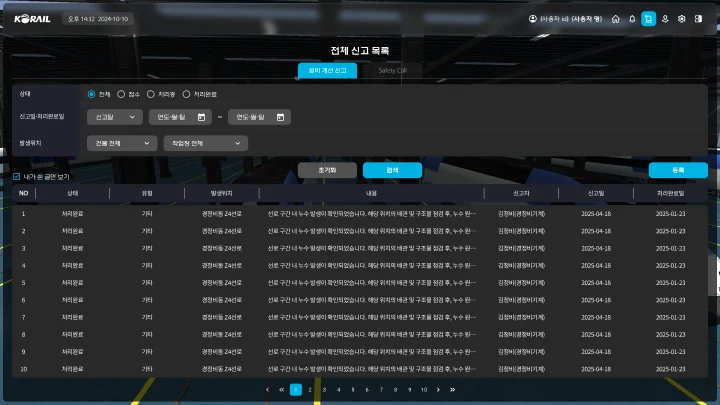 KORAIL
오후 14:32 2024-10-10
(사용자 id) (사용자 명)
전체 신고 목록
설비 개선 신고 Safety Call
상태 전체 접수 처리중 처리완료
신고일·처리완료일 신고일 연도-월-일 ~ 연도-월-일
발생위치 건물 전체 작업장 전체
초기화 검색 등록
내가 쓴 글만 보기
NO 상태 유형 발생위치 내용 신고자 신고일 처리완료일
1 처리완료 기타 경정비동 Z4선로 선로 구간 내 누수 발생이 확인되었습니다. 해당 위치의 배관 및 구조물 점검 후, 누수 원… 김정비(경정비기계) 2025-04-18 2025-01-23
2 처리완료 기타 경정비동 Z4선로 선로 구간 내 누수 발생이 확인되었습니다. 해당 위치의 배관 및 구조물 점검 후, 누수 원… 김정비(경정비기계) 2025-04-18 2025-01-23
3 처리완료 기타 경정비동 Z4선로 선로 구간 내 누수 발생이 확인되었습니다. 해당 위치의 배관 및 구조물 점검 후, 누수 원… 김정비(경정비기계) 2025-04-18 2025-01-23
4 처리완료 기타 경정비동 Z4선로 선로 구간 내 누수 발생이 확인되었습니다. 해당 위치의 배관 및 구조물 점검 후, 누수 원… 김정비(경정비기계) 2025-04-18 2025-01-23
5 처리완료 기타 경정비동 Z4선로 선로 구간 내 누수 발생이 확인되었습니다. 해당 위치의 배관 및 구조물 점검 후, 누수 원… 김정비(경정비기계) 2025-04-18 2025-01-23
6 처리완료 기타 경정비동 Z4선로 선로 구간 내 누수 발생이 확인되었습니다. 해당 위치의 배관 및 구조물 점검 후, 누수 원… 김정비(경정비기계) 2025-04-18 2025-01-23
7 처리완료 기타 경정비동 Z4선로 선로 구간 내 누수 발생이 확인되었습니다. 해당 위치의 배관 및 구조물 점검 후, 누수 원… 김정비(경정비기계) 2025-04-18 2025-01-23
8 처리완료 기타 경정비동 Z4선로 선로 구간 내 누수 발생이 확인되었습니다. 해당 위치의 배관 및 구조물 점검 후, 누수 원… 김정비(경정비기계) 2025-04-18 2025-01-23
9 처리완료 기타 경정비동 Z4선로 선로 구간 내 누수 발생이 확인되었습니다. 해당 위치의 배관 및 구조물 점검 후, 누수 원… 김정비(경정비기계) 2025-04-18 2025-01-23
10 처리완료 기타 경정비동 Z4선로 선로 구간 내 누수 발생이 확인되었습니다. 해당 위치의 배관 및 구조물 점검 후, 누수 원… 김정비(경정비기계) 2025-04-18 2025-01-23
1 2 3 4 5 6 7 8 9 10